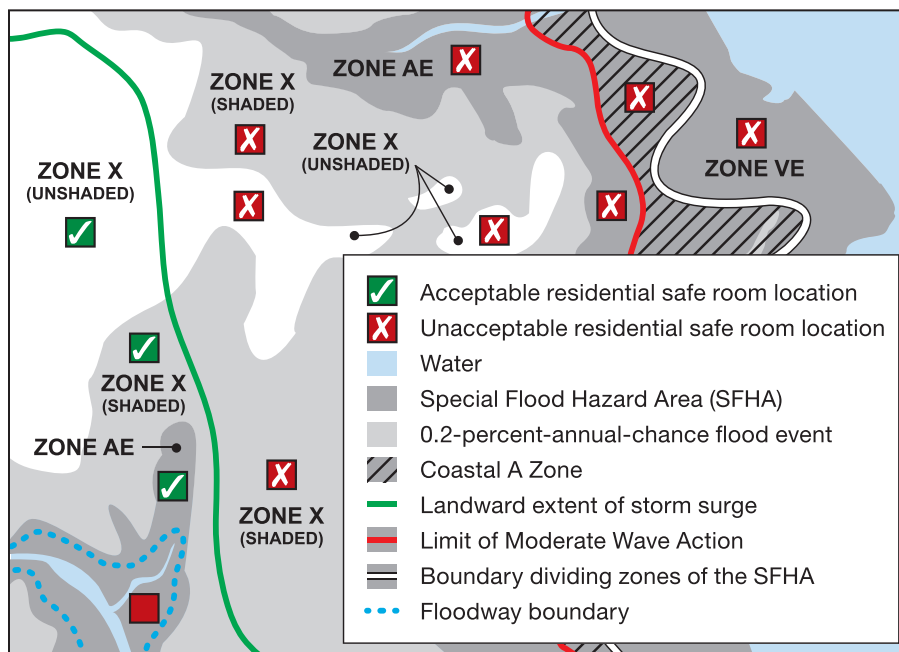 ZONE AE
ZONE X
(SHADED)
ZONE X
(UNSHADED)
ZONE VE
ZONE X
(UNSHADED)
ZONE X
(SHADED)
ZONE AE
ZONE X
(SHADED)
Acceptable residential safe room location
Unacceptable residential safe room location
Water
Special Flood Hazard Area (SFHA)
0.2-percent-annual-chance flood event
Coastal A Zone
Landward extent of storm surge
Limit of Moderate Wave Action
Boundary dividing zones of the SFHA
Floodway boundary